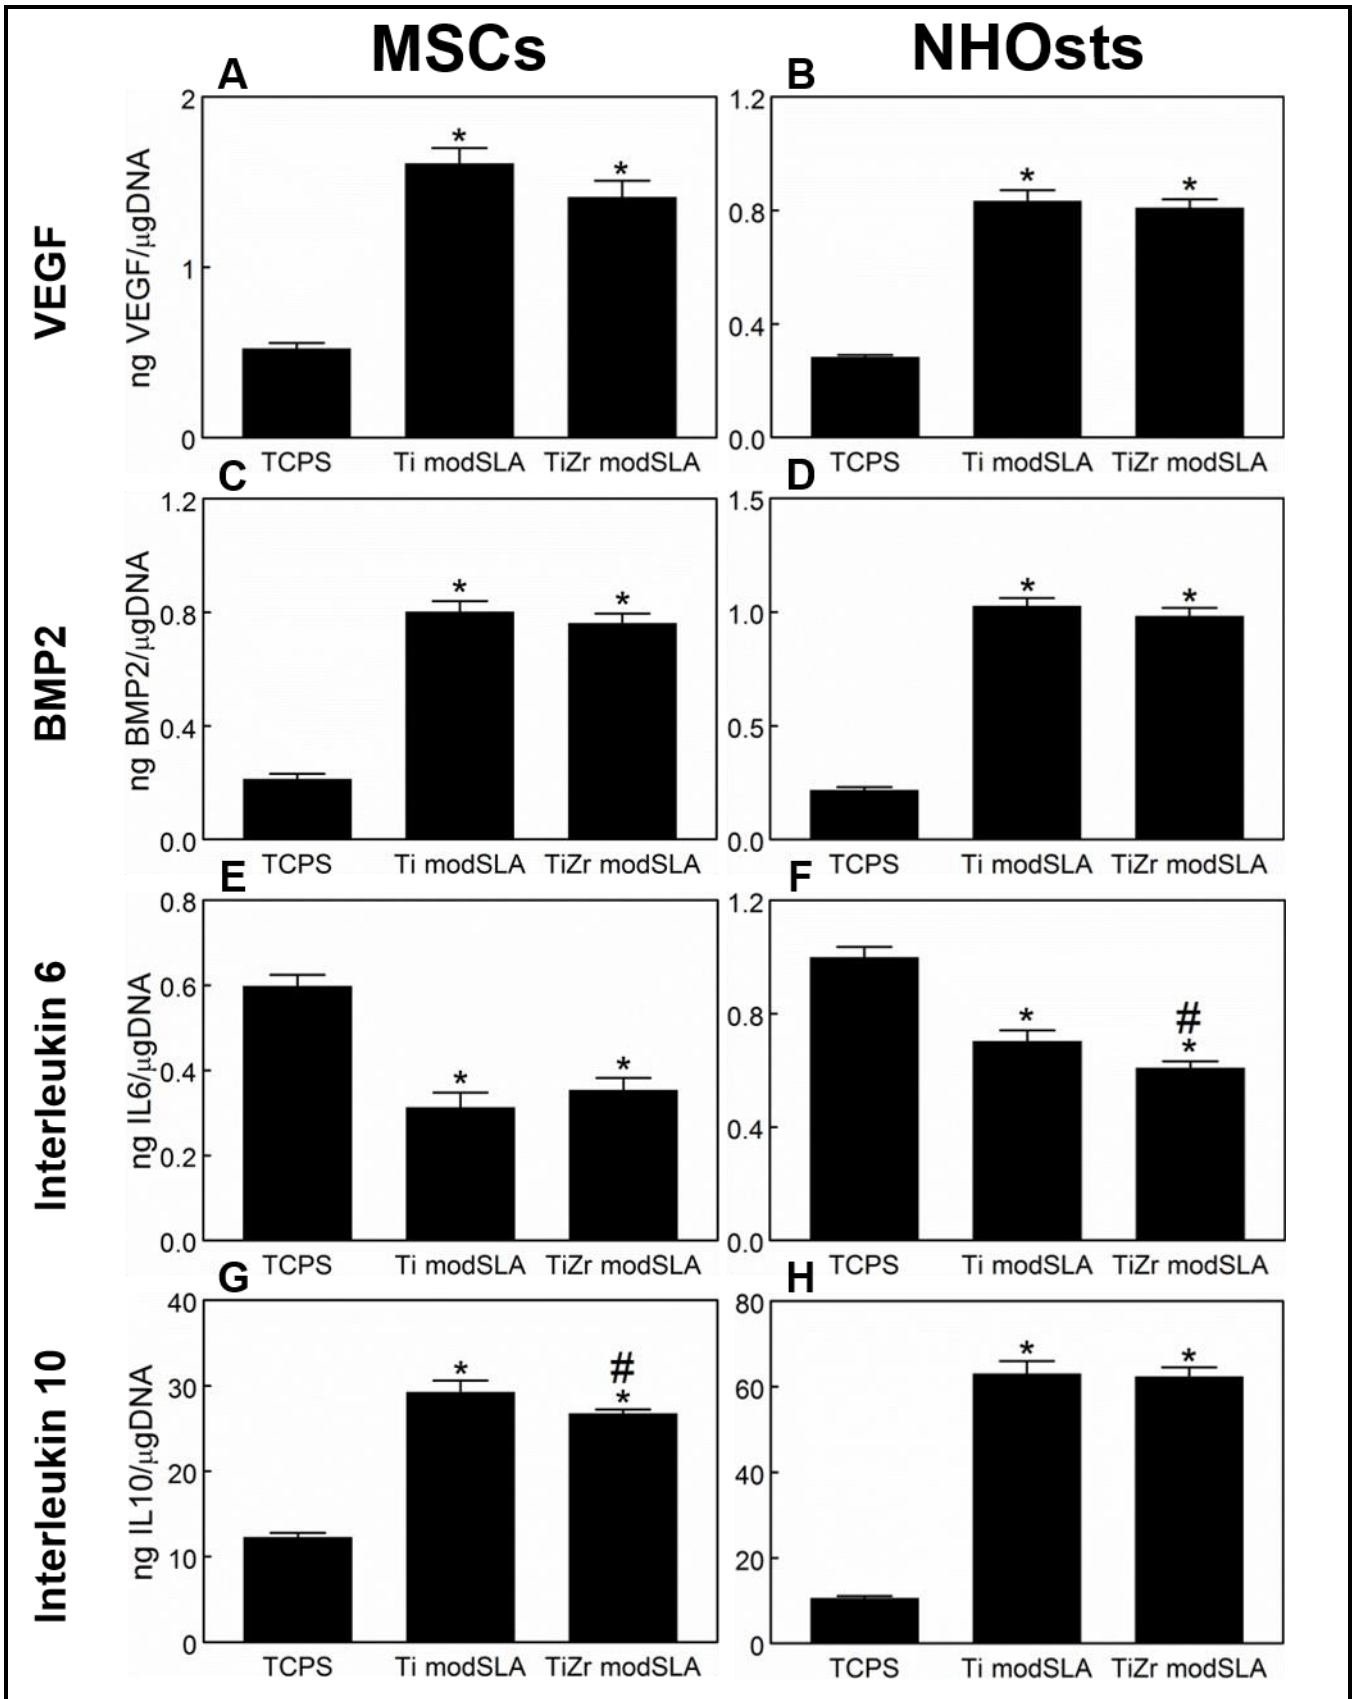 MSCs
NHOsts
A
B
VEGF
ng VEGF/μgDNA
2
1
0
*
*
TCPS
Ti modSLA
TiZr modSLA
1.2
0.8
0.4
0.0
*
*
TCPS
Ti modSLA
TiZr modSLA
C
D
BMP2
ng BMP2/μgDNA
1.2
0.8
0.4
0.0
*
*
TCPS
Ti modSLA
TiZr modSLA
1.5
1.0
0.5
0.0
*
*
TCPS
Ti modSLA
TiZr modSLA
E
F
Interleukin 6
ng IL6/μgDNA
0.8
0.6
0.4
0.2
0.0
*
*
TCPS
Ti modSLA
TiZr modSLA
1.2
0.8
0.4
0.0
*
#
*
TCPS
Ti modSLA
TiZr modSLA
G
H
Interleukin 10
ng IL10/μgDNA
40
30
20
10
0
*
#
*
TCPS
Ti modSLA
TiZr modSLA
80
60
40
20
0
*
*
TCPS
Ti modSLA
TiZr modSLA